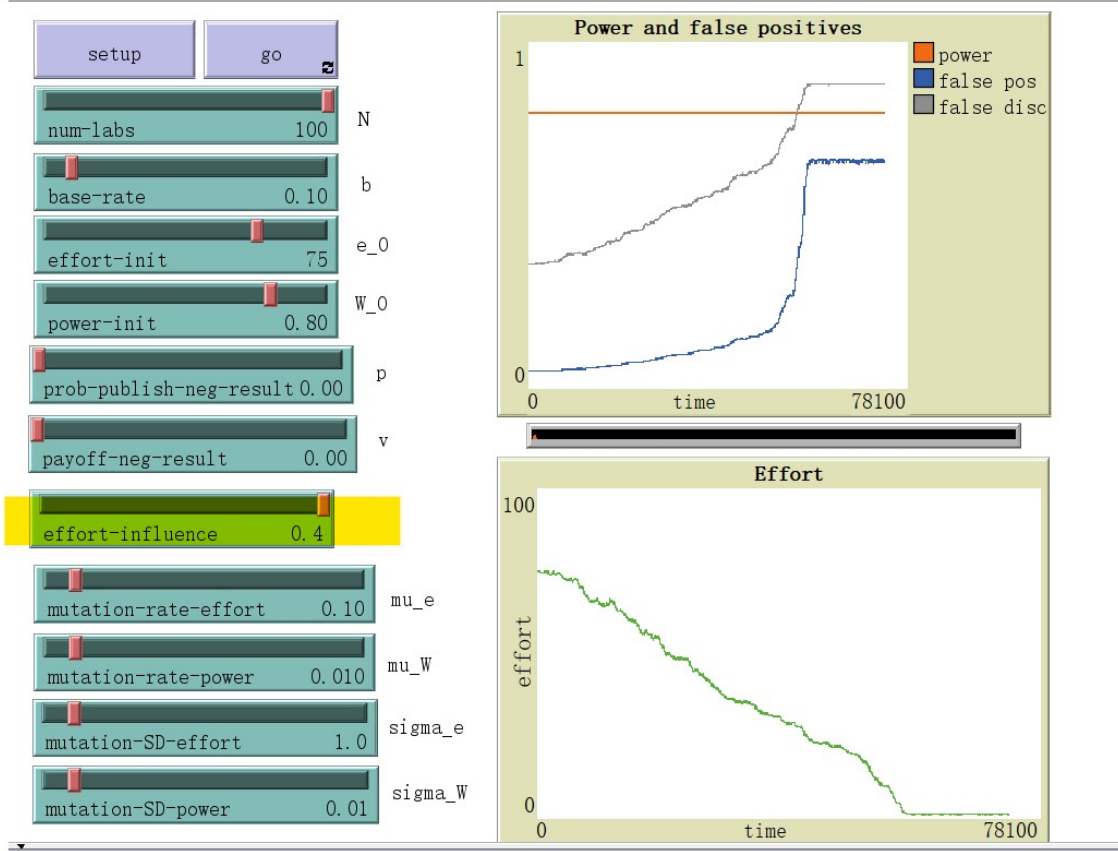 setup
go
num-labs 100
N
base-rate 0.10
b
effort-init 75
e_0
power-init 0.80
W_0
prob-publish-neg-result 0.00
p
payoff-neg-result 0.00
v
effort-influence 0.4
mutation-rate-effort 0.10
mu_e
mutation-rate-power 0.010
mu_W
mutation-SD-effort 1.0
sigma_e
mutation-SD-power 0.01
sigma_W
Power and false positives
1
0
0 time 78100
power
false pos
false disc
Effort
100
effort
0
0 time 78100